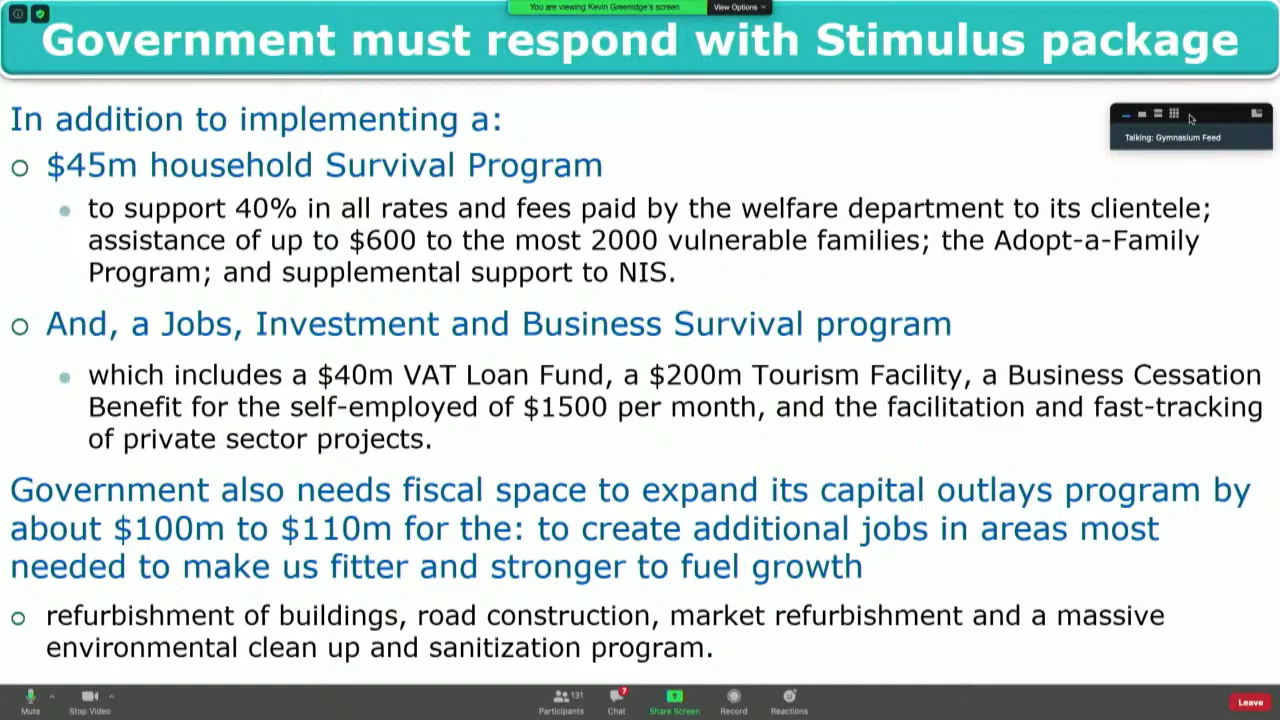 You are viewing Kevin Greenidge's screen
View Options
Government must respond with Stimulus package
In addition to implementing a:
$45m household Survival Program
to support 40% in all rates and fees paid by the welfare department to its clientele;
assistance of up to $600 to the most 2000 vulnerable families; the Adopt-a-Family
Program; and supplemental support to NIS.
And, a Jobs, Investment and Business Survival program
which includes a $40m VAT Loan Fund, a $200m Tourism Facility, a Business Cessation
Benefit for the self-employed of $1500 per month, and the facilitation and fast-tracking
of private sector projects.
Government also needs fiscal space to expand its capital outlays program by
about $100m to $110m for the: to create additional jobs in areas most
needed to make us fitter and stronger to fuel growth
refurbishment of buildings, road construction, market refurbishment and a massive
environmental clean up and sanitization program.
Talking: Gymnasium Feed
Mute
Stop Video
131
Participants
7
Chat
Share Screen
Record
Reactions
Leave